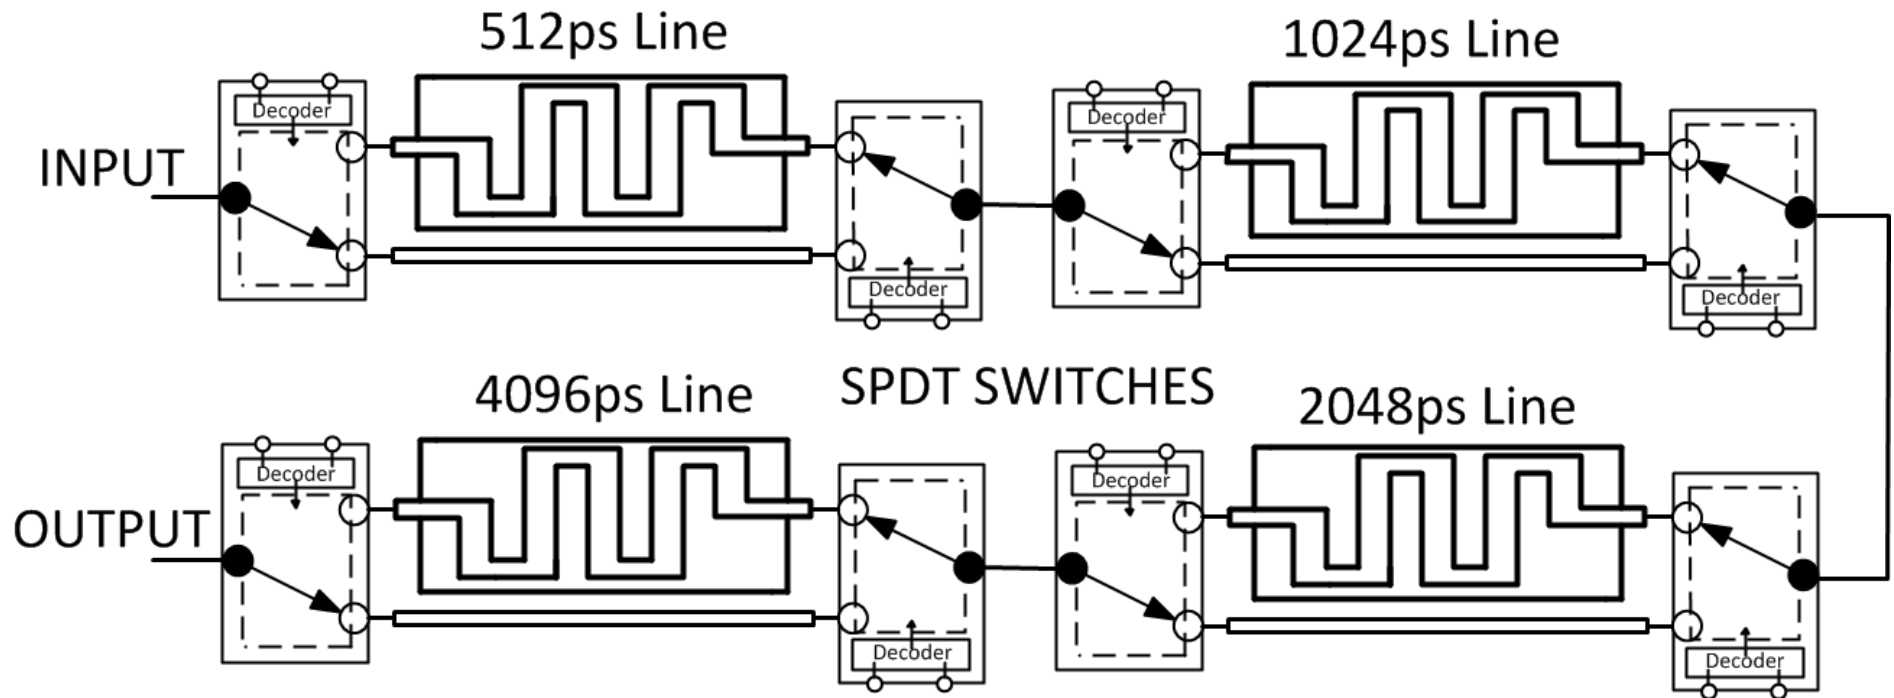 512ps Line
1024ps Line
Decoder
Decoder
INPUT
Decoder
Decoder
4096ps Line
SPDT SWITCHES
2048ps Line
Decoder
Decoder
OUTPUT
Decoder
Decoder